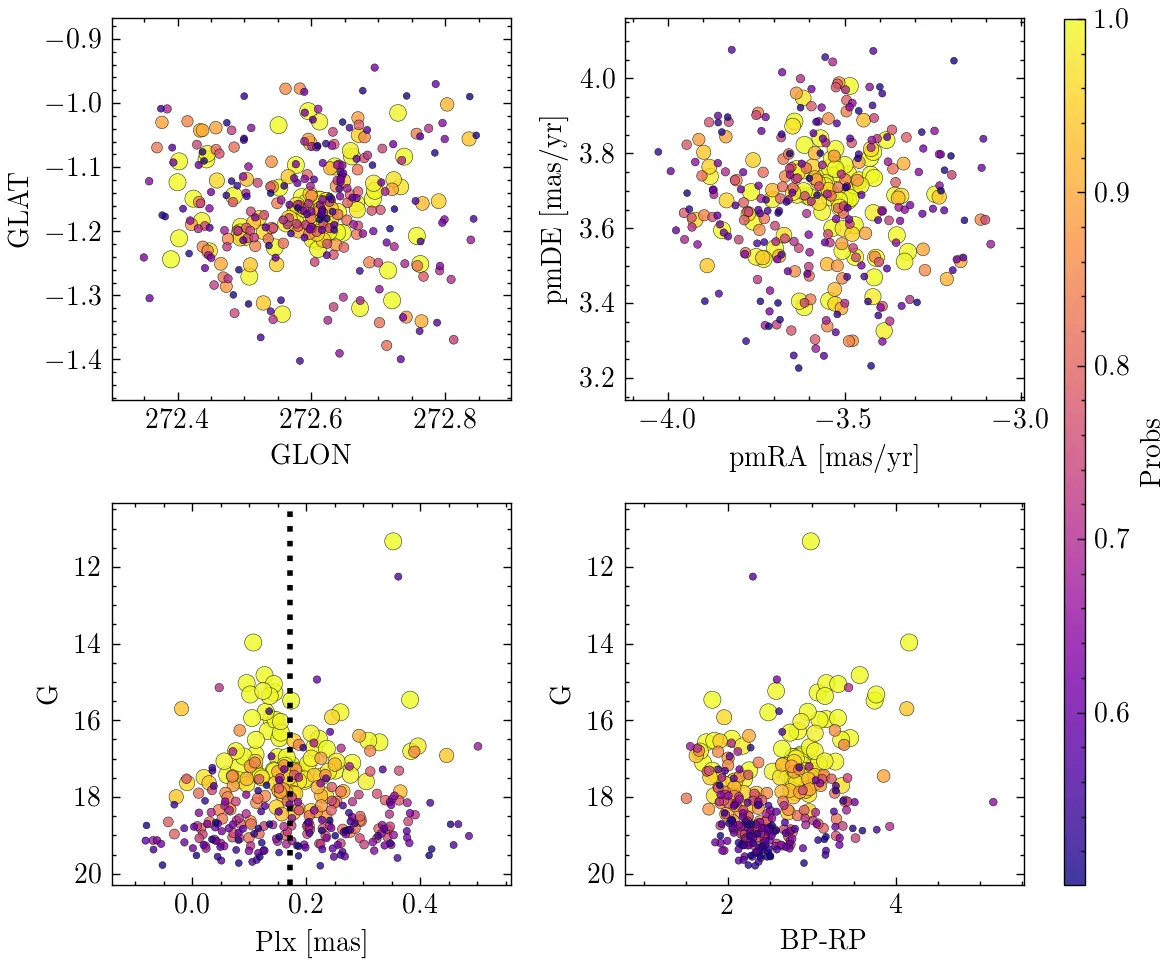 −0.9
−1.0
−1.1
−1.2
−1.3
−1.4
GLAT
272.4 272.6 272.8
GLON
4.0
3.8
3.6
3.4
3.2
pmDE [mas/yr]
−4.0 −3.5 −3.0
pmRA [mas/yr]
12
14
16
18
20
G
0.0 0.2 0.4
Plx [mas]
12
14
16
18
20
G
2 4
BP-RP
1.0
0.9
0.8
0.7
0.6
Probs